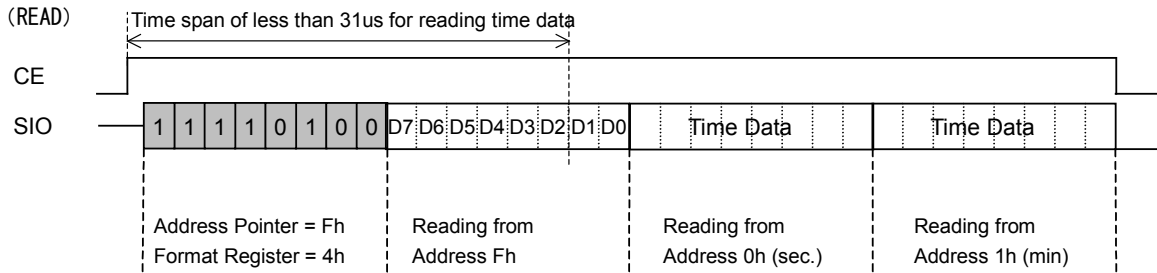 (READ)
Time span of less than 31us for reading time data
CE
SIO
1 1 1 1 0 1 0 0 D7 D6 D5 D4 D3 D2 D1 D0 Time Data Time Data
Address Pointer = Fh
Format Register = 4h
Reading from
Address Fh
Reading from
Address 0h (sec.)
Reading from
Address 1h (min)